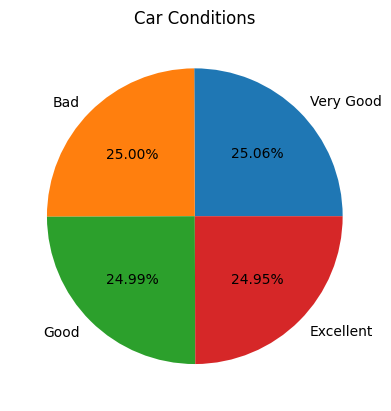 Car Conditions
Bad
Very Good
25.00%
25.06%
24.99%
24.95%
Good
Excellent